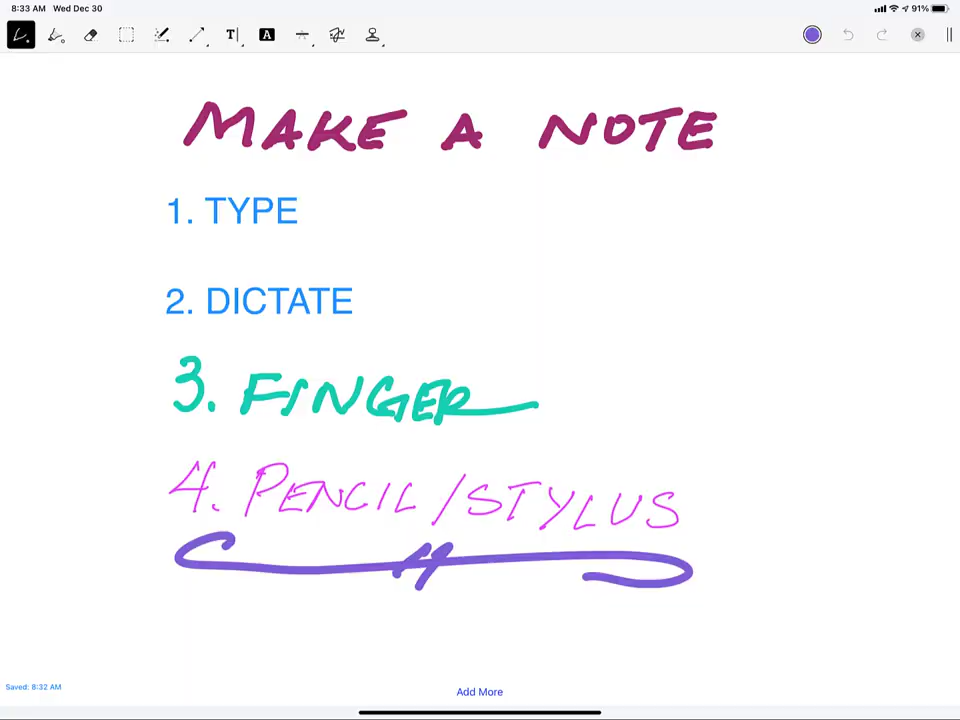 8:33 AM Wed Dec 30 91%
T A A
MAKE A NOTE
1. TYPE
2. DICTATE
3. FINGER
4. PENCIL/STYLUS
Saved: 8:32 AM
Add More